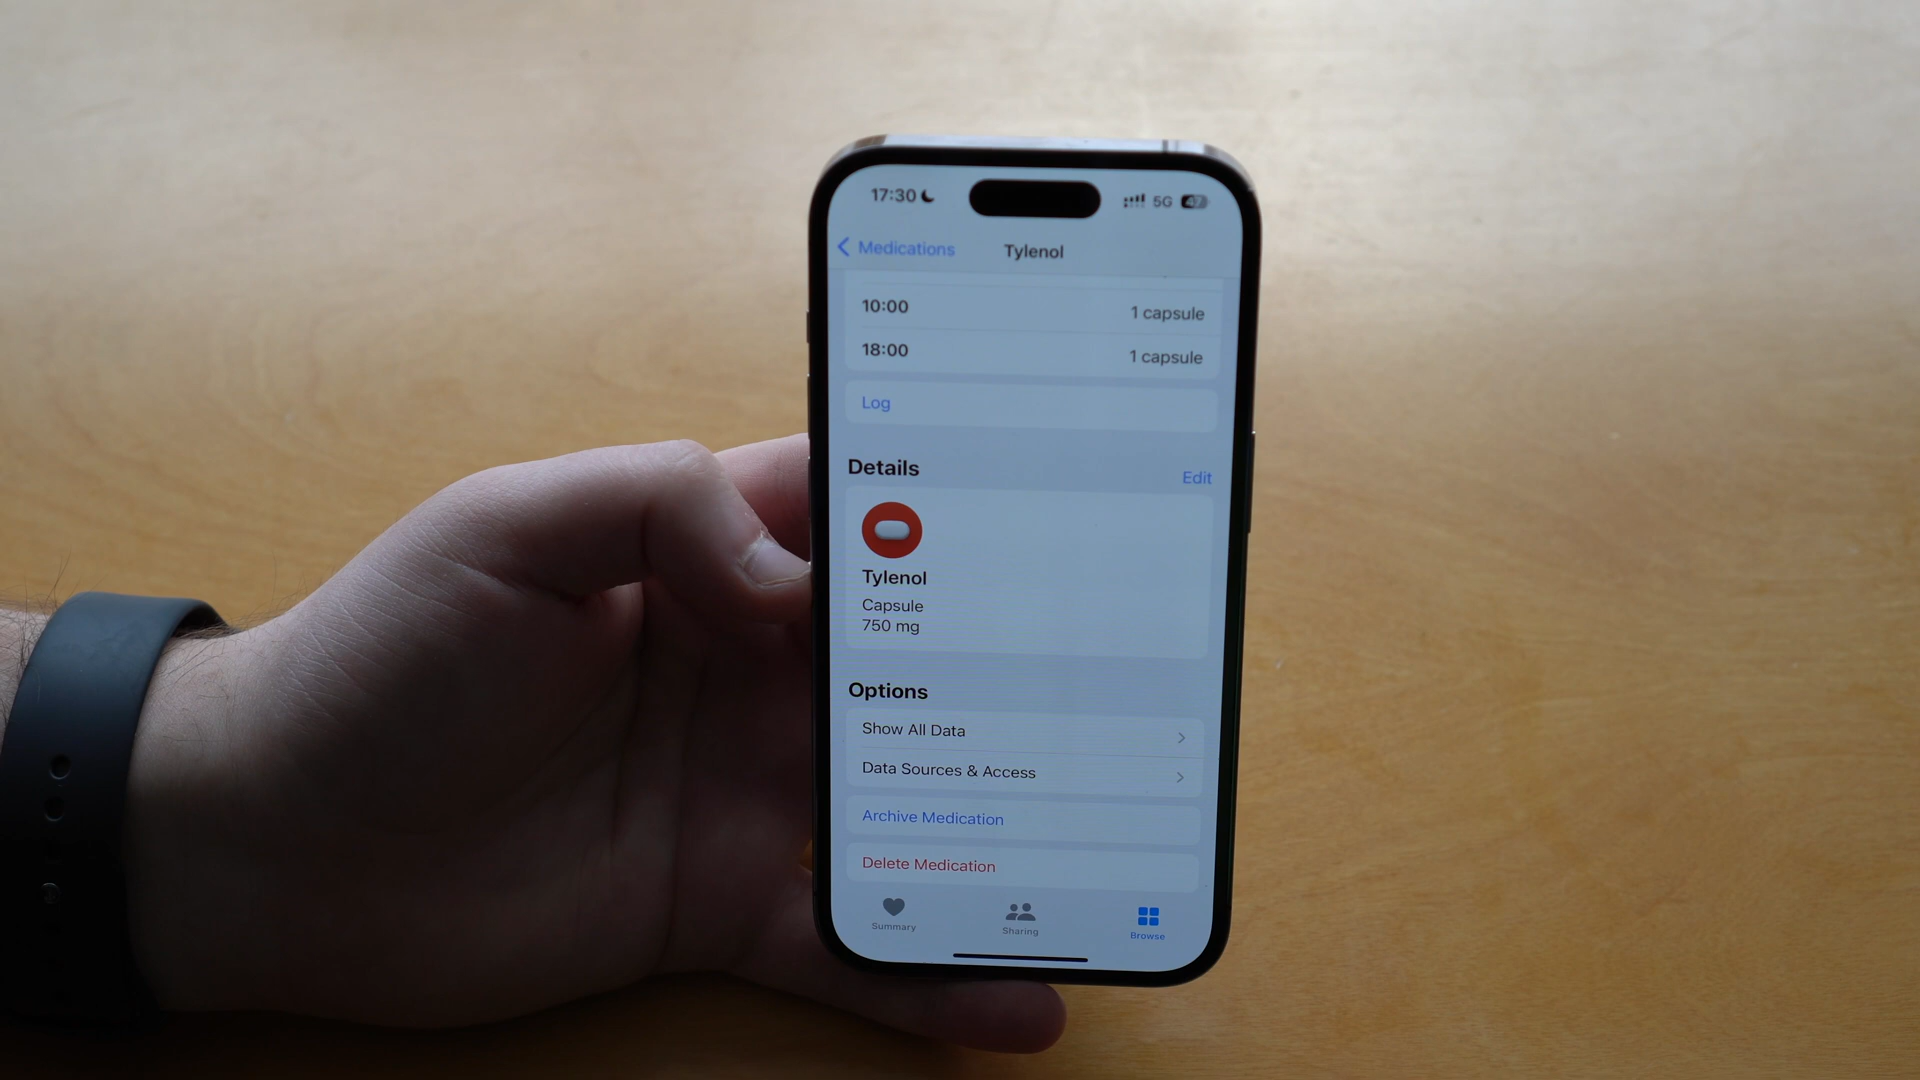 17:30 5G 47
Medications Tylenol
10:00 1 capsule
18:00 1 capsule
Log
Details Edit
Tylenol
Capsule
750 mg
Options
Show All Data
Data Sources & Access
Archive Medication
Delete Medication
Summary Sharing Browse